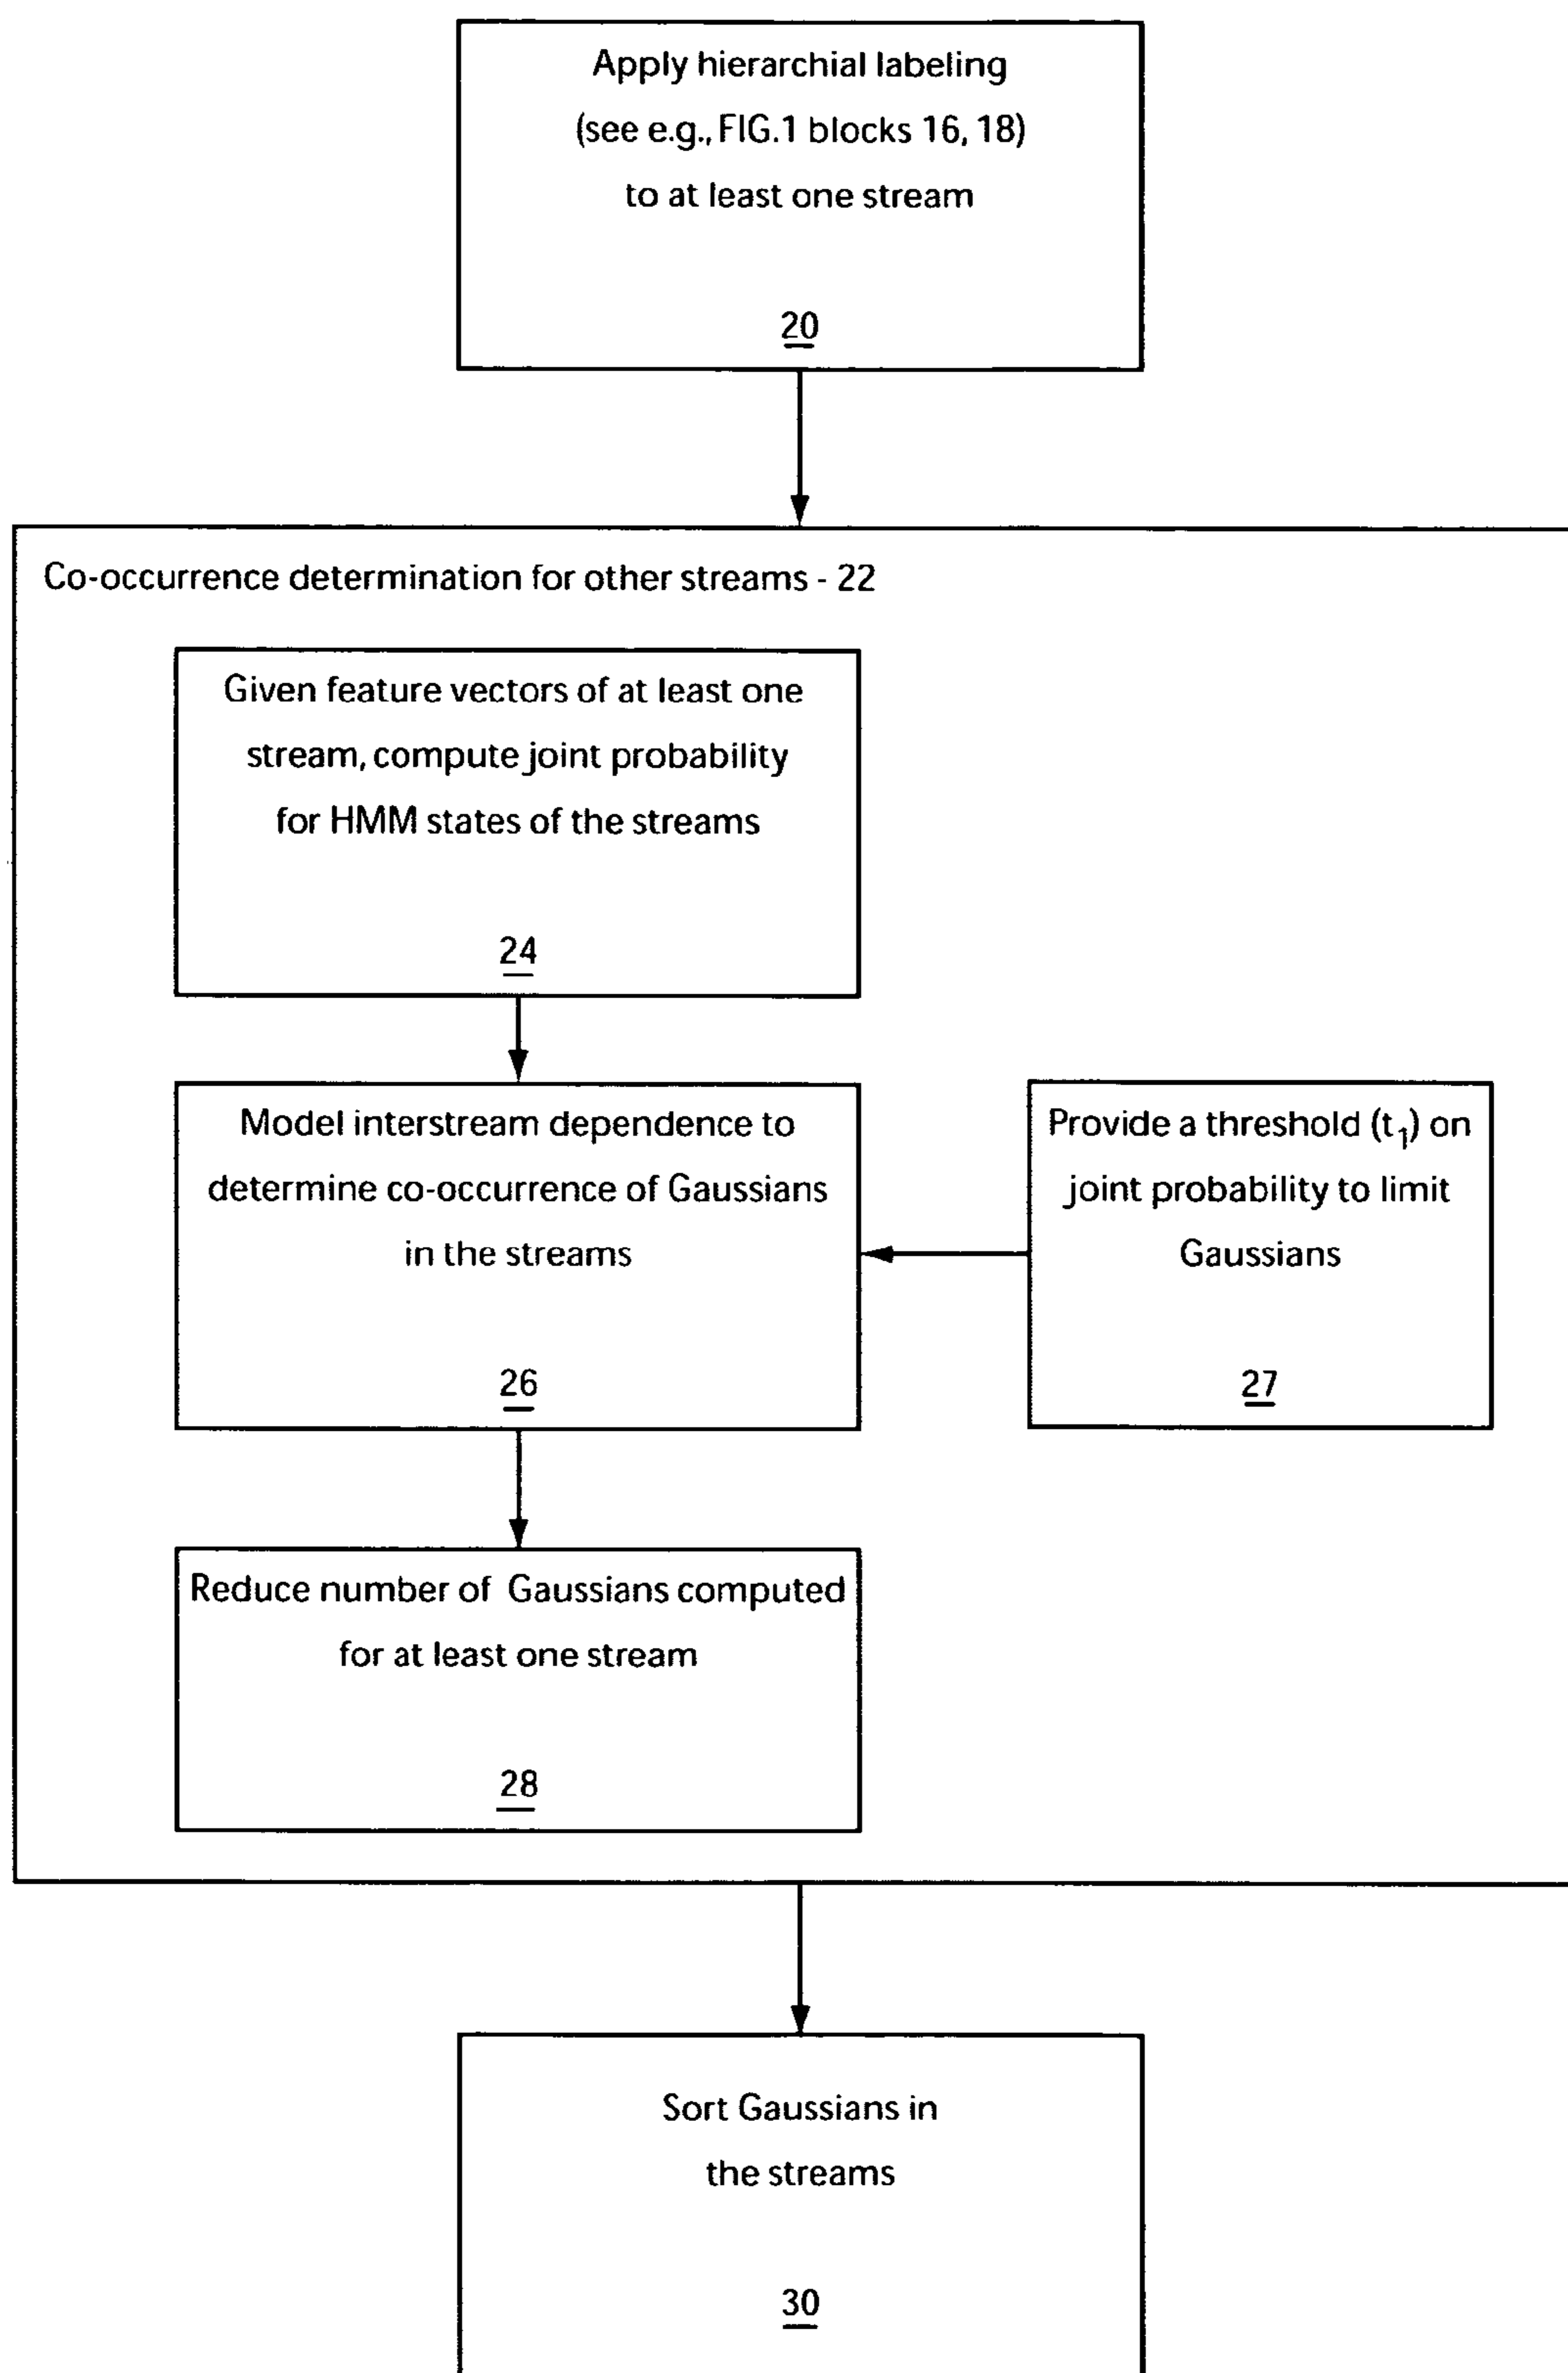 Apply hierarchial labeling
(see e.g., FIG.1 blocks 16, 18)
to at least one stream
20
Co-occurrence determination for other streams - 22
Given feature vectors of at least one
stream, compute joint probability
for HMM states of the streams
24
Model interstream dependence to
determine co-occurrence of Gaussians
in the streams
26
Provide a threshold (t₁) on
joint probability to limit
Gaussians
27
Reduce number of Gaussians computed
for at least one stream
28
Sort Gaussians in
the streams
30